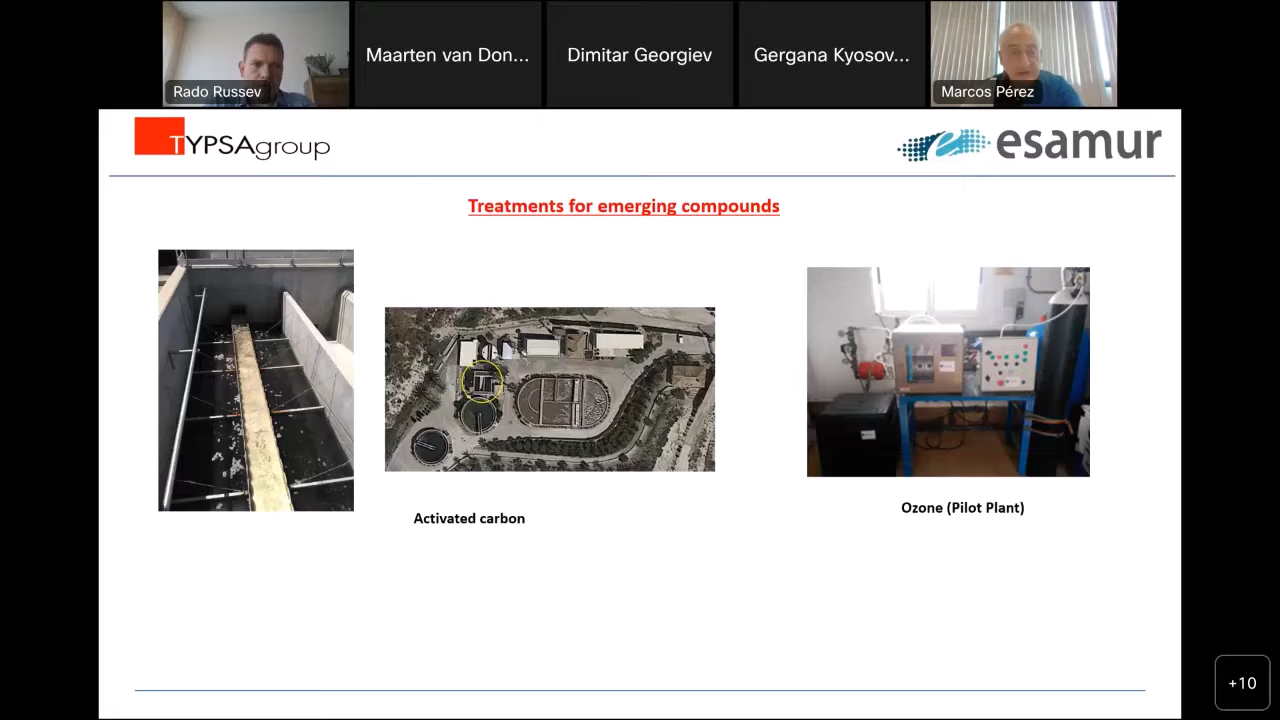 Rado Russev
Maarten van Don...
Dimitar Georgiev
Gergana Kyosov...
Marcos Pérez
TYPSAgroup
esamur
Treatments for emerging compounds
Activated carbon
Ozone (Pilot Plant)
+10